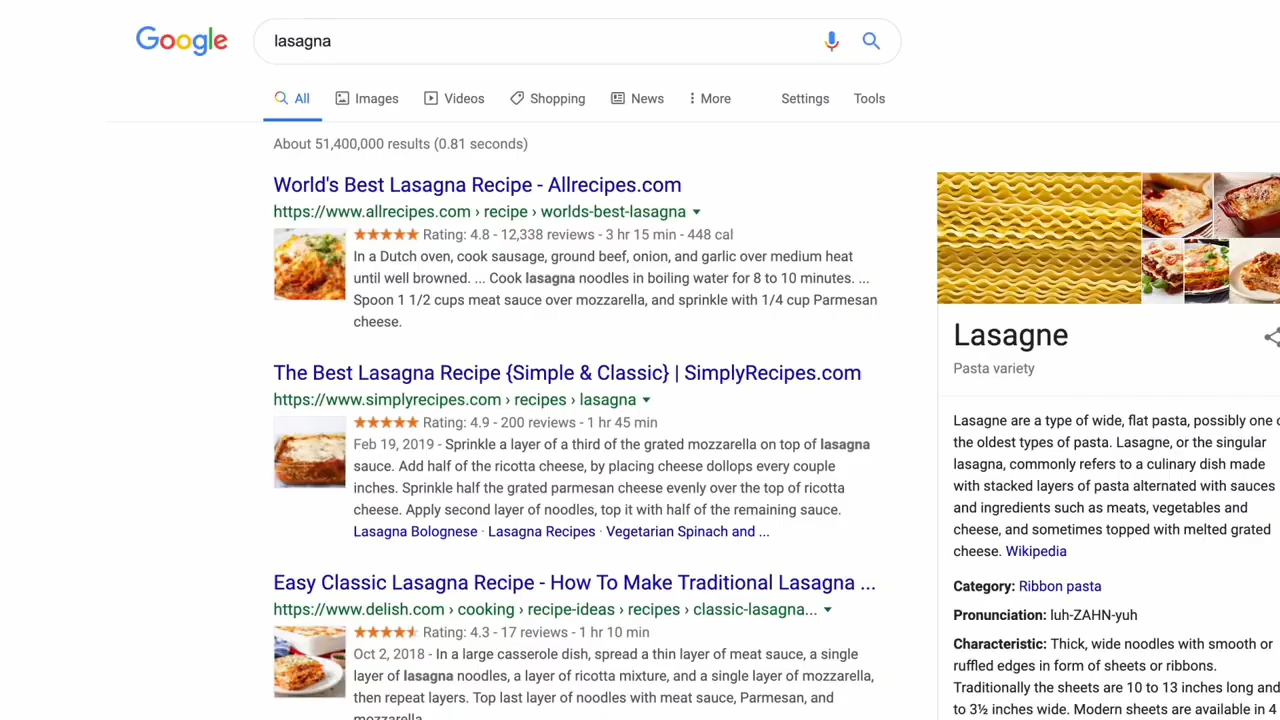 Google
lasagna
All Images Videos Shopping News More Settings Tools
About 51,400,000 results (0.81 seconds)
World's Best Lasagna Recipe - Allrecipes.com
https://www.allrecipes.com › recipe › worlds-best-lasagna
Rating: 4.8 - 12,338 reviews - 3 hr 15 min - 448 cal
In a Dutch oven, cook sausage, ground beef, onion, and garlic over medium heat
until well browned. ... Cook lasagna noodles in boiling water for 8 to 10 minutes. ...
Spoon 1 1/2 cups meat sauce over mozzarella, and sprinkle with 1/4 cup Parmesan
cheese.
The Best Lasagna Recipe {Simple & Classic} | SimplyRecipes.com
https://www.simplyrecipes.com › recipes › lasagna
Rating: 4.9 - 200 reviews - 1 hr 45 min
Feb 19, 2019 - Sprinkle a layer of a third of the grated mozzarella on top of lasagna
sauce. Add half of the ricotta cheese, by placing cheese dollops every couple
inches. Sprinkle half the grated parmesan cheese evenly over the top of ricotta
cheese. Apply second layer of noodles, top it with half of the remaining sauce.
Lasagna Bolognese · Lasagna Recipes · Vegetarian Spinach and ...
Easy Classic Lasagna Recipe - How To Make Traditional Lasagna ...
https://www.delish.com › cooking › recipe-ideas › recipes › classic-lasagna...
Rating: 4.3 - 17 reviews - 1 hr 10 min
Oct 2, 2018 - In a large casserole dish, spread a thin layer of meat sauce, a single
layer of lasagna noodles, a layer of ricotta mixture, and a single layer of mozzarella,
then repeat layers. Top last layer of noodles with meat sauce, Parmesan, and
mozzarella.
Lasagne
Pasta variety
Lasagne are a type of wide, flat pasta, possibly one
the oldest types of pasta. Lasagne, or the singular
lasagna, commonly refers to a culinary dish made
with stacked layers of pasta alternated with sauces
and ingredients such as meats, vegetables and
cheese, and sometimes topped with melted grated
cheese. Wikipedia
Category: Ribbon pasta
Pronunciation: luh-ZAHN-yuh
Characteristic: Thick, wide noodles with smooth or
ruffled edges in form of sheets or ribbons.
Traditionally the sheets are 10 to 13 inches long and
to 3½ inches wide. Modern sheets are available in 4